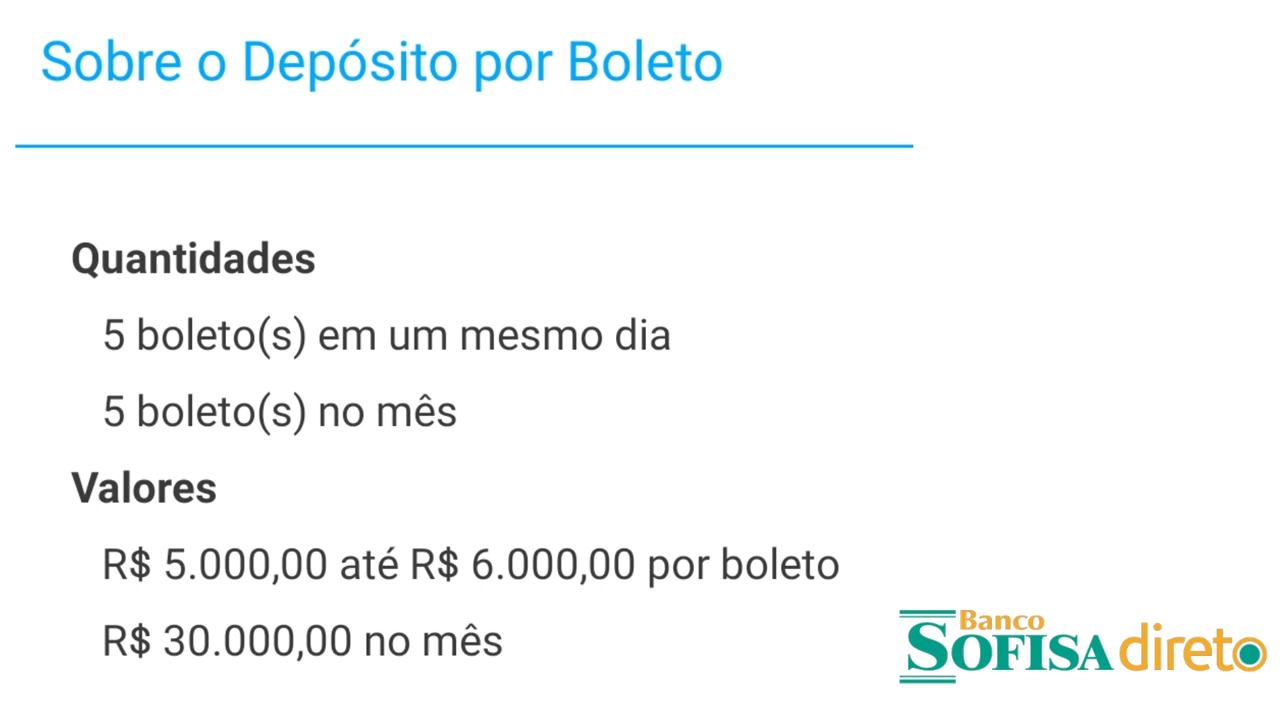 Sobre o Depósito por Boleto
Quantidades
5 boleto(s) em um mesmo dia
5 boleto(s) no mês
Valores
R$ 5.000,00 até R$ 6.000,00 por boleto
R$ 30.000,00 no mês
Banco
SOFISA direto